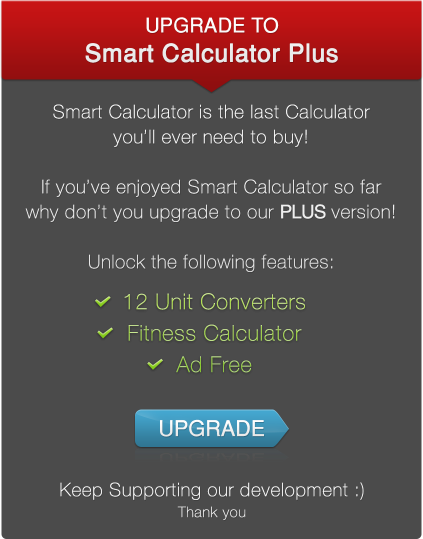 UPGRADE TO
Smart Calculator Plus
Smart Calculator is the last Calculator
you'll ever need to buy!
If you've enjoyed Smart Calculator so far
why don't you upgrade to our PLUS version!
Unlock the following features:
12 Unit Converters
Fitness Calculator
Ad Free
UPGRADE
Keep Supporting our development :)
Thank you